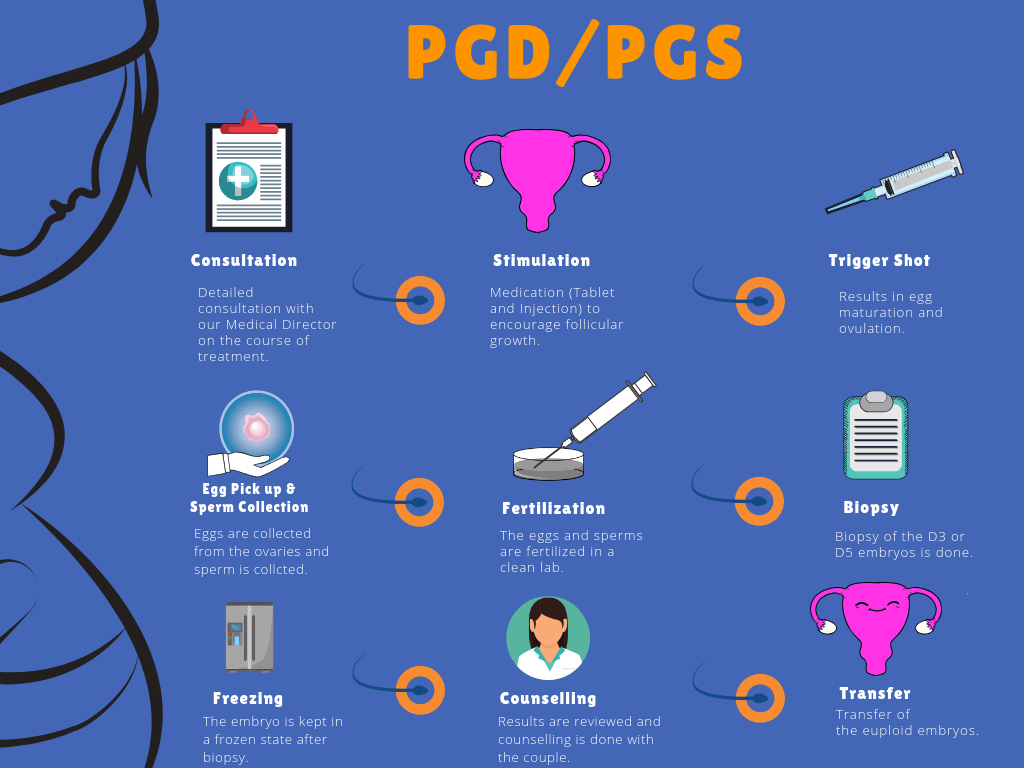 PGD/PGS
Consultation
Detailed
consultation with
our Medical Director
on the course of
treatment.
Stimulation
Medication (Tablet
and Injection) to
encourage follicular
growth.
Trigger Shot
Results in egg
maturation and
ovulation.
Egg Pick up &
Sperm Collection
Eggs are collected
from the ovaries and
sperm is collcted.
Fertilization
The eggs and sperms
are fertilized in a
clean lab.
Biopsy
Biopsy of the D3 or
D5 embryos is done.
Freezing
The embryo is kept in
a frozen state after
biopsy.
Counselling
Results are reviewed and
counselling is done with
the couple.
Transfer
Transfer of
the euploid embryos.